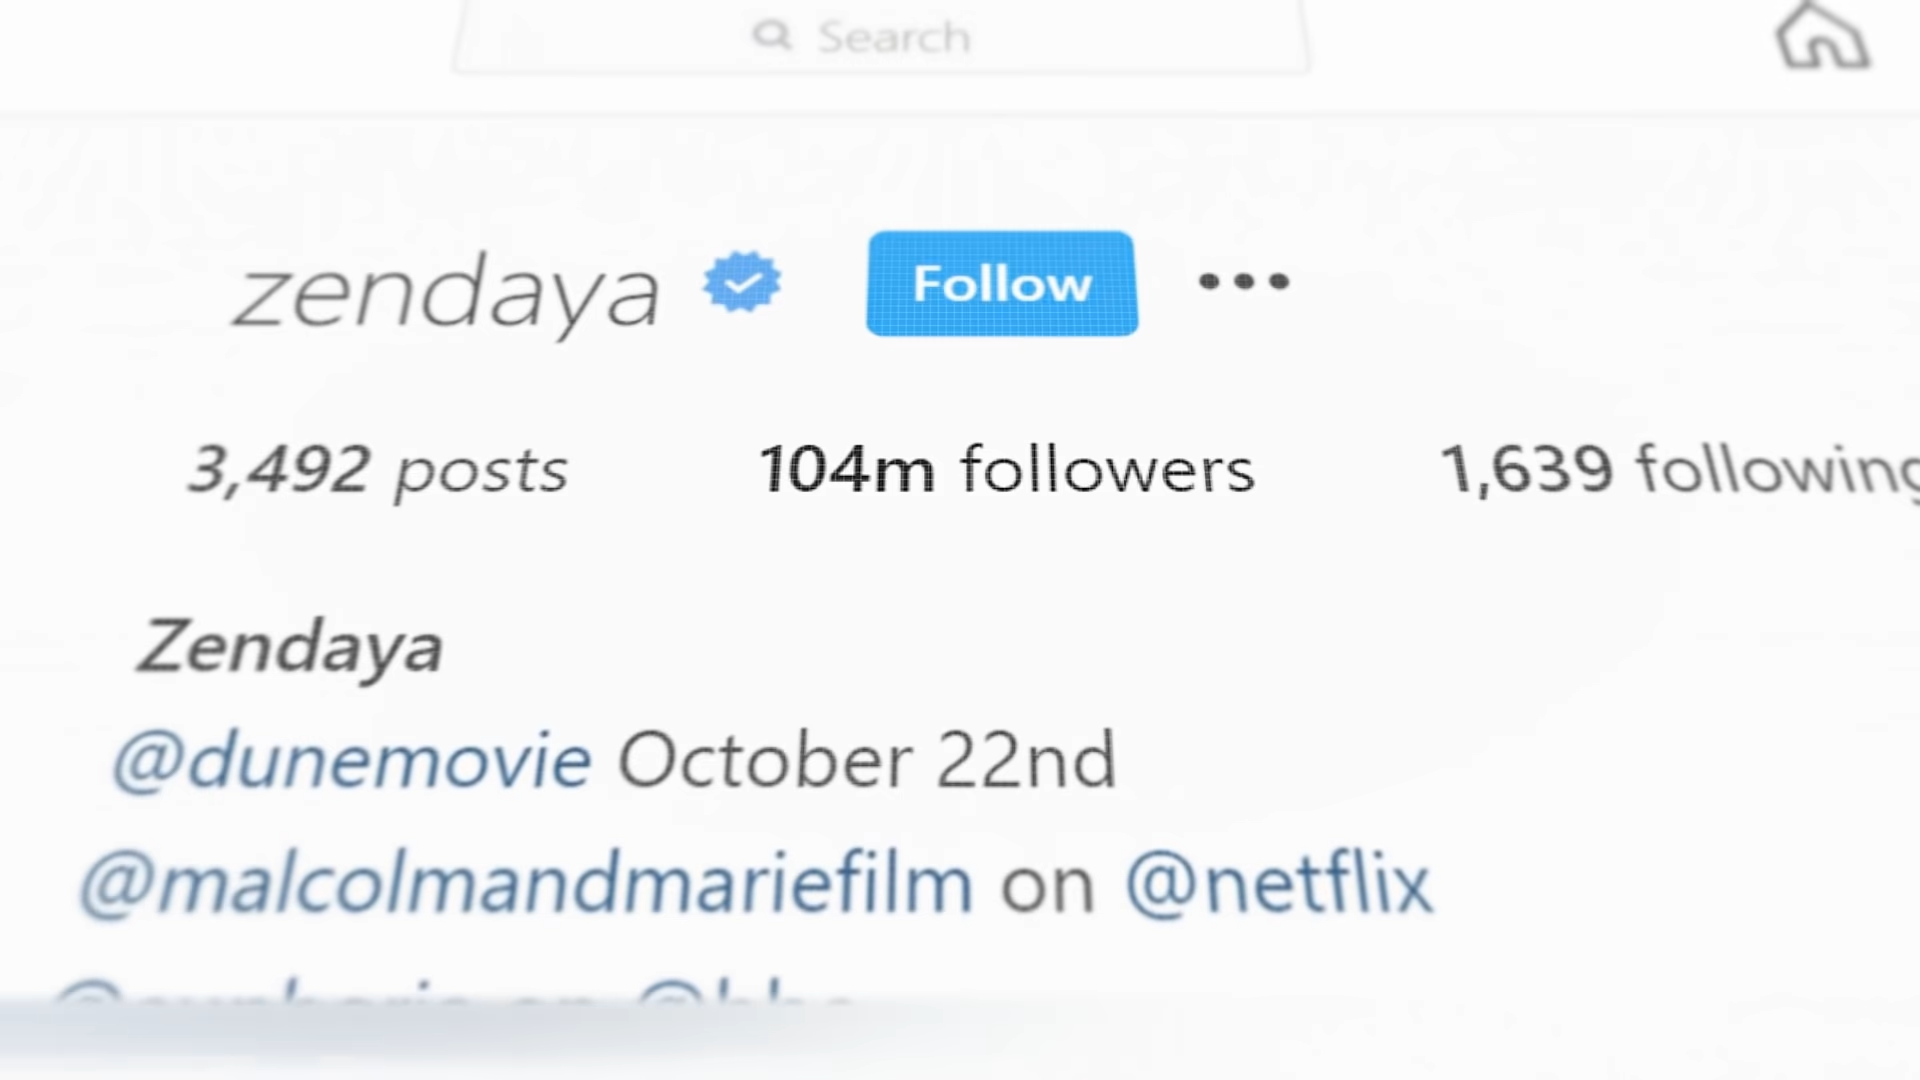 Search
zendaya Follow
3,492 posts 104m followers 1,639 following
Zendaya
@dunemovie October 22nd
@malcolmandmariefilm on @netflix